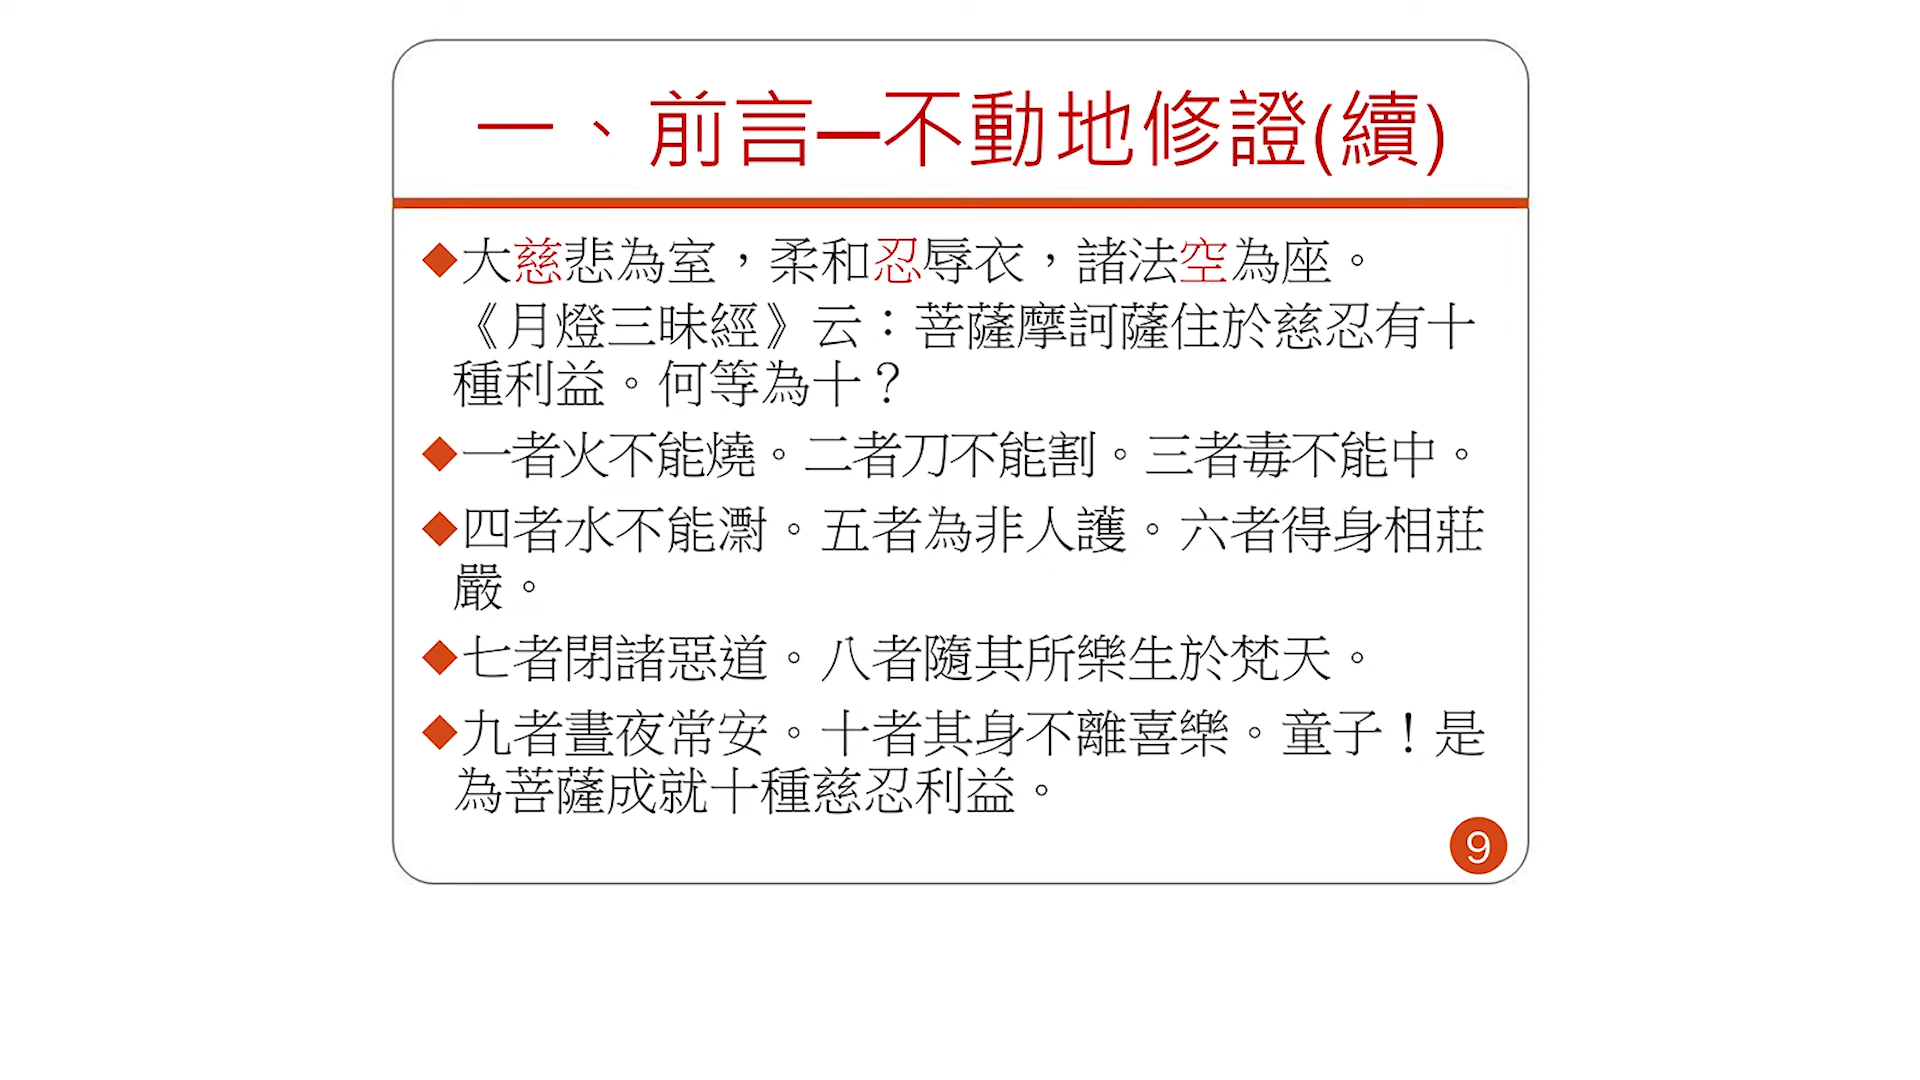 一、前言—不動地修證(續)
◆大慈悲為室，柔和忍辱衣，諸法空為座。
《月燈三昧經》云：菩薩摩訶薩住於慈忍有十
種利益。何等為十？
◆一者火不能燒。二者刀不能割。三者毒不能中。
◆四者水不能㵱。五者為非人護。六者得身相莊
嚴。
◆七者閉諸惡道。八者隨其所樂生於梵天。
◆九者晝夜常安。十者其身不離喜樂。童子！是
為菩薩成就十種慈忍利益。
9